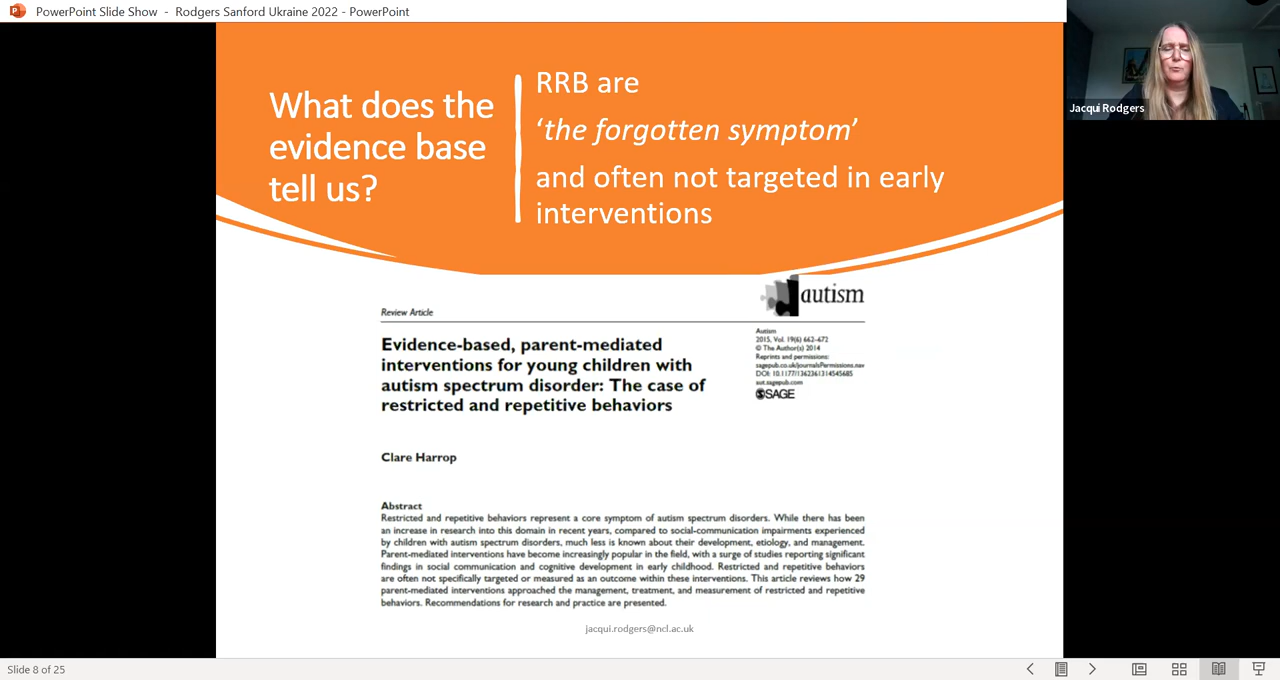 PowerPoint Slide Show - Rodgers Sanford Ukraine 2022 - PowerPoint
Jacqui Rodgers
What does the
evidence base
tell us?
RRB are
‘the forgotten symptom’
and often not targeted in early
interventions
autism
Review Article
Autism
2015, Vol. 19(6) 662–672
© The Author(s) 2014
Reprints and permissions:
sagepub.co.uk/journalsPermissions.nav
DOI: 10.1177/1362361314545685
aut.sagepub.com
SAGE
Evidence-based, parent-mediated
interventions for young children with
autism spectrum disorder: The case of
restricted and repetitive behaviors
Clare Harrop
Abstract
Restricted and repetitive behaviors represent a core symptom of autism spectrum disorders. While there has been
an increase in research into this domain in recent years, compared to social-communication impairments experienced
by children with autism spectrum disorders, much less is known about their development, etiology, and management.
Parent-mediated interventions have become increasingly popular in the field, with a surge of studies reporting significant
findings in social communication and cognitive development in early childhood. Restricted and repetitive behaviors
are often not specifically targeted or measured as an outcome within these interventions. This article reviews how 29
parent-mediated interventions approached the management, treatment, and measurement of restricted and repetitive
behaviors. Recommendations for research and practice are presented.
jacqui.rodgers@ncl.ac.uk
Slide 8 of 25